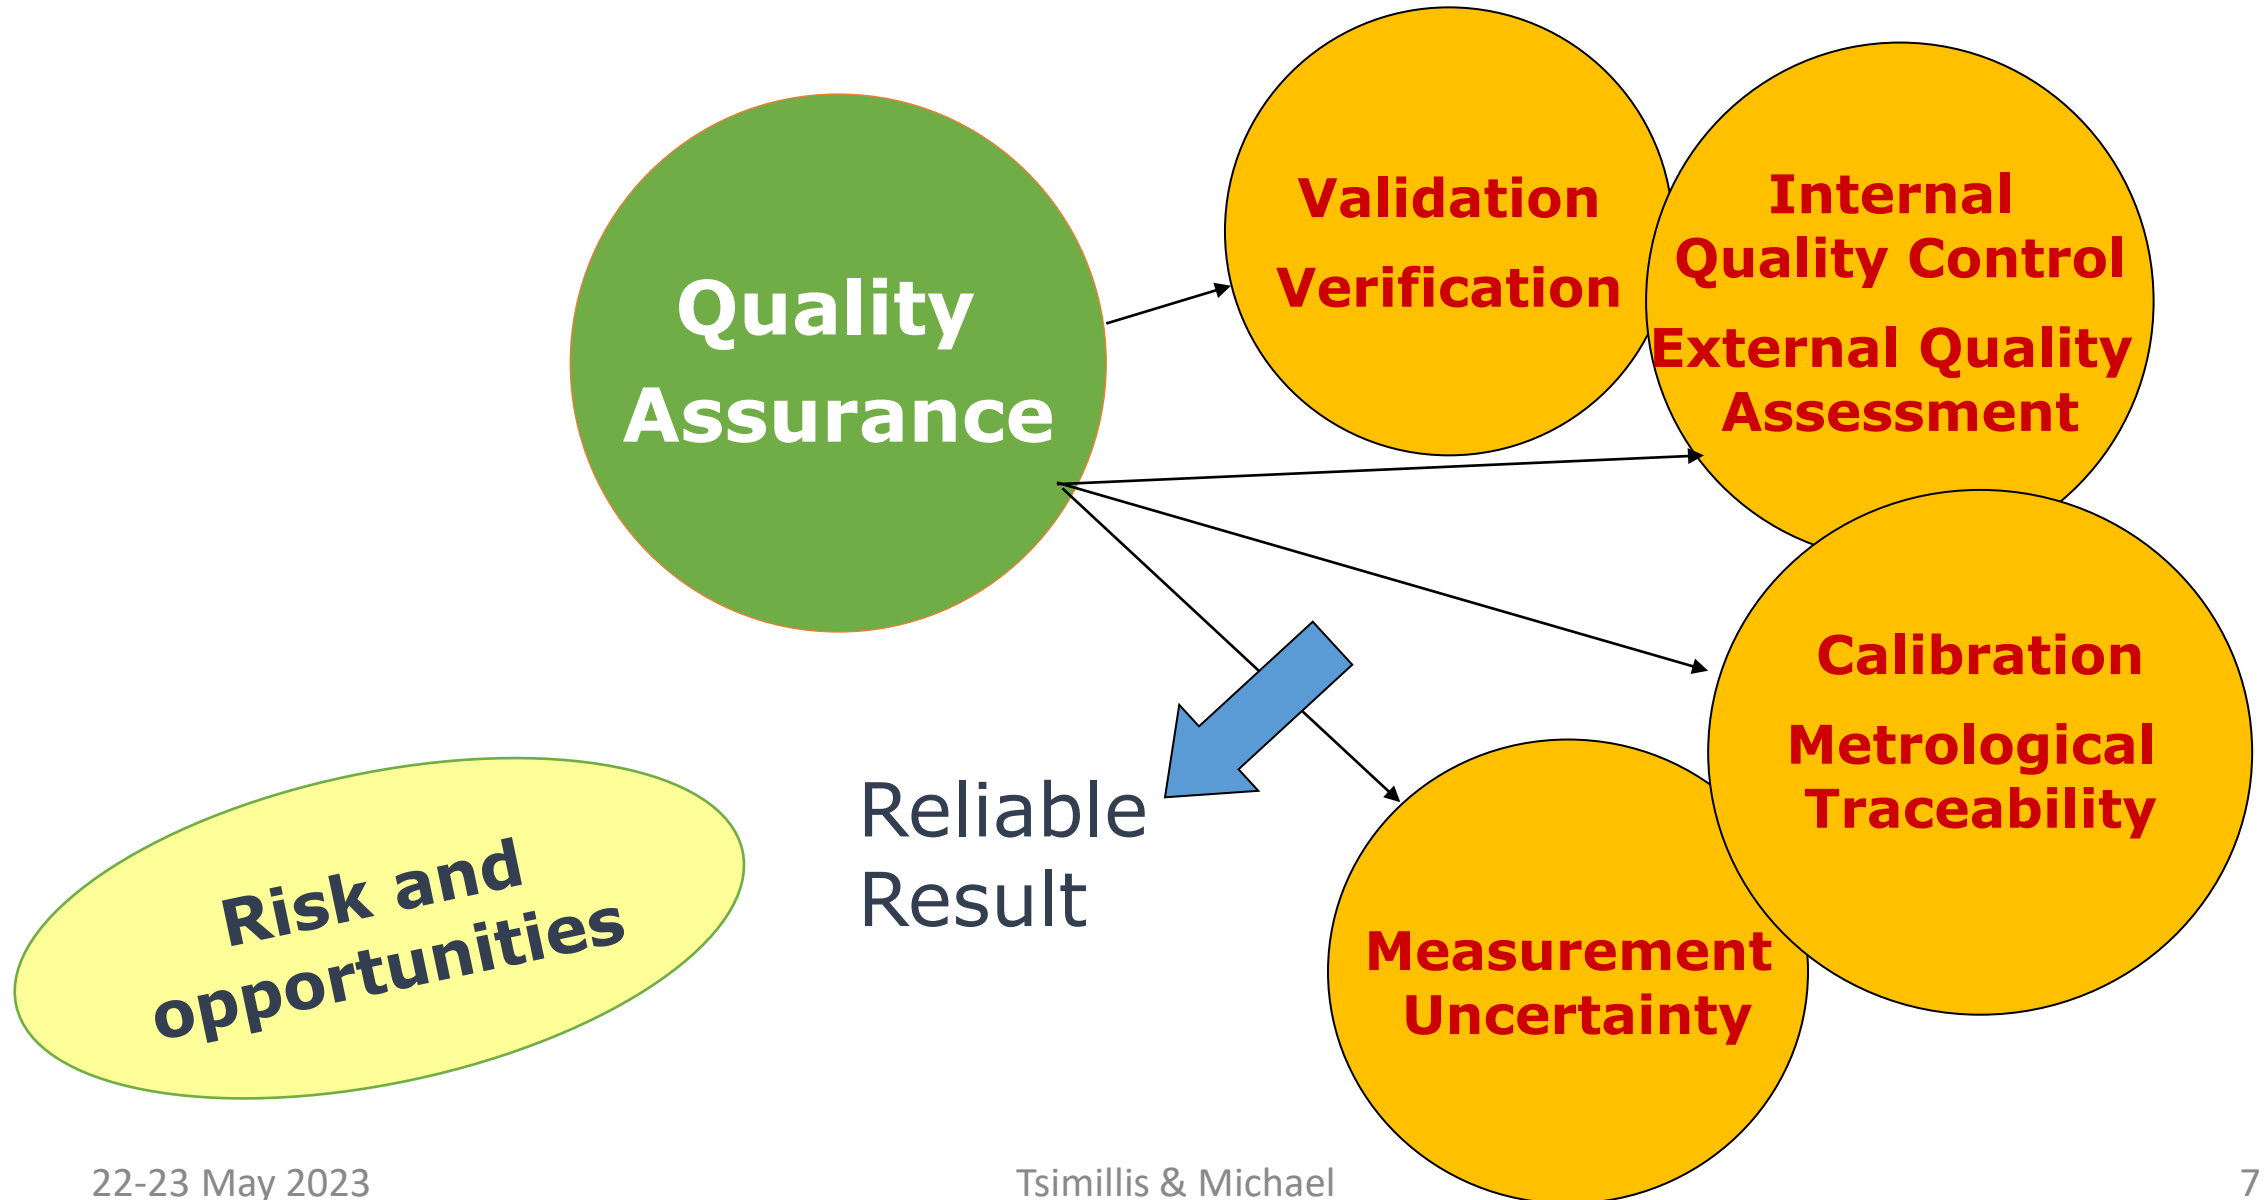 Quality
Assurance
Validation
Verification
Internal
Quality Control
External Quality
Assessment
Calibration
Metrological
Traceability
Measurement
Uncertainty
Reliable
Result
Risk and
opportunities
22-23 May 2023
Tsimillis & Michael
7